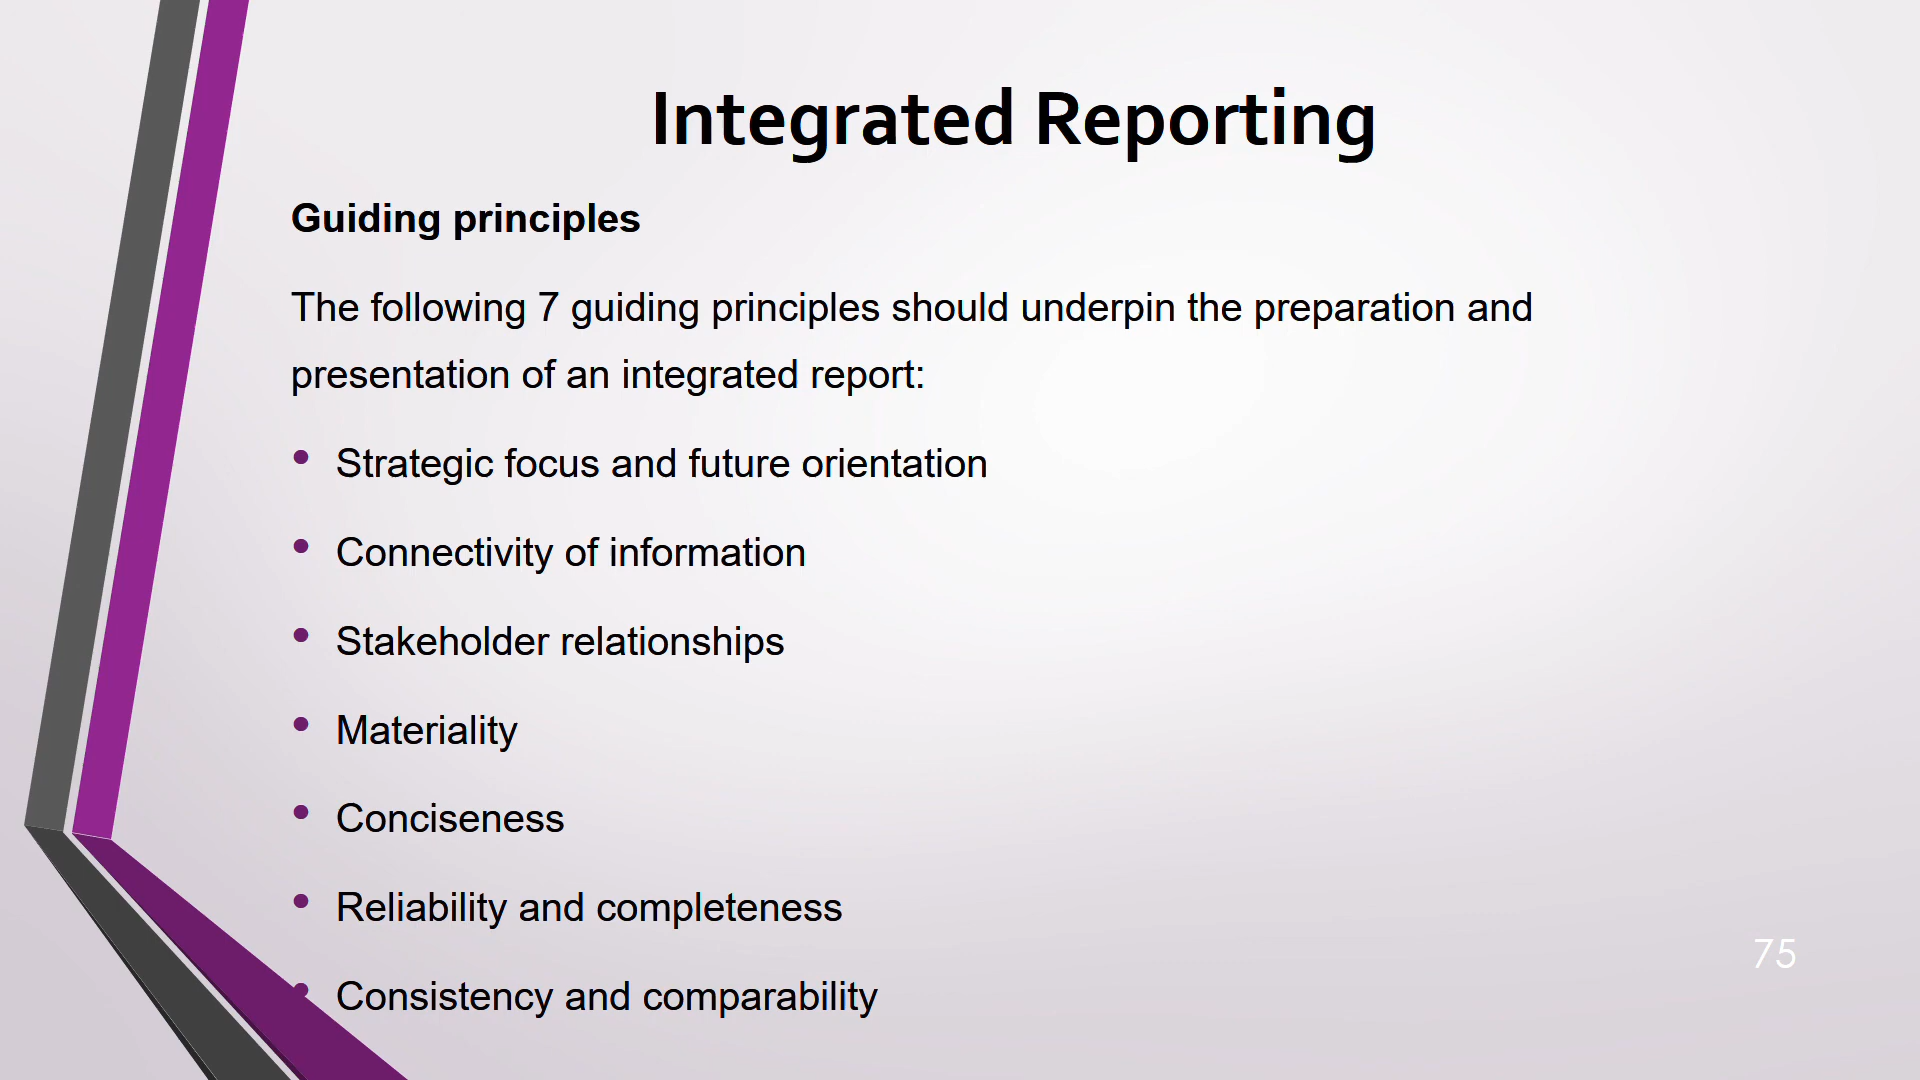 Integrated Reporting
Guiding principles
The following 7 guiding principles should underpin the preparation and
presentation of an integrated report:
• Strategic focus and future orientation
• Connectivity of information
• Stakeholder relationships
• Materiality
• Conciseness
• Reliability and completeness
• Consistency and comparability
75